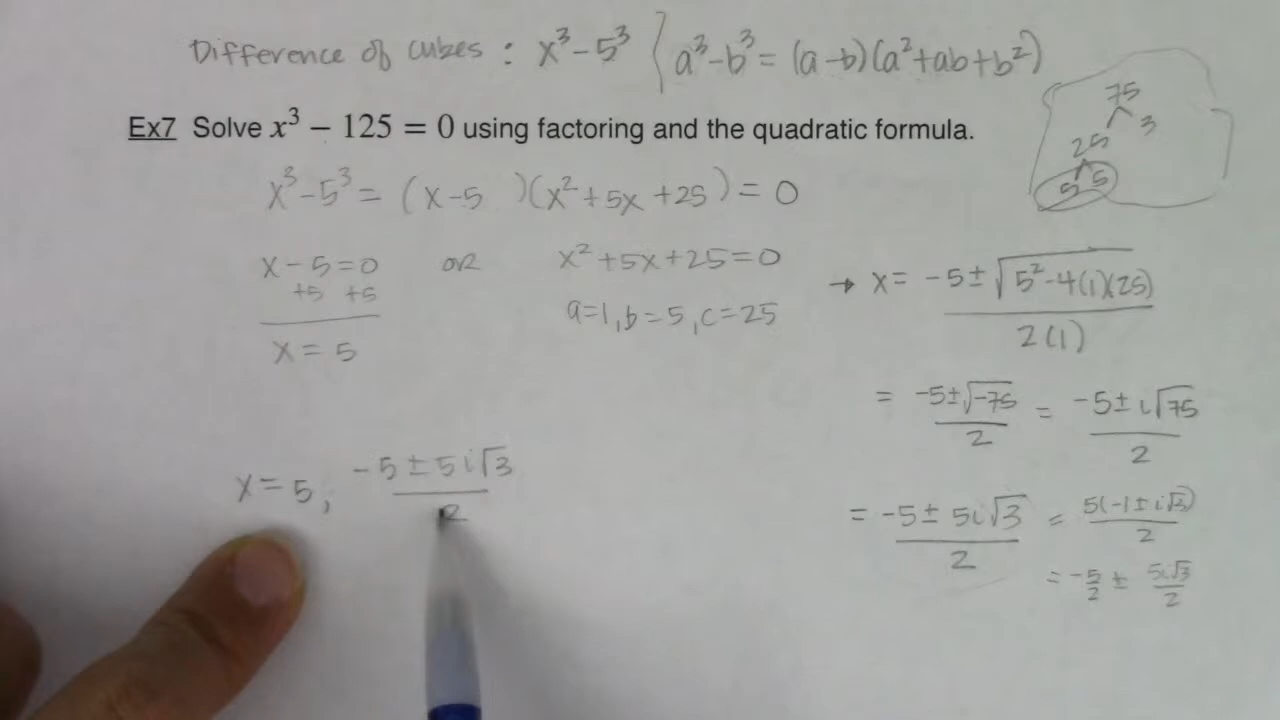 Difference of cubes : x³ - 5³ { a³ - b³ = (a - b)(a² + ab + b²)
Ex7 Solve x³ − 125 = 0 using factoring and the quadratic formula.
75
25 3
5 5
x³ - 5³ = (x - 5 )(x² + 5x + 25) = 0
x - 5 = 0 or x² + 5x + 25 = 0
+5 +5
a = 1, b = 5, c = 25
x = 5
→ x = (-5 ± √(5² - 4(1)(25))) / 2(1)
= (-5 ± √-75) / 2 = (-5 ± i√75) / 2
= (-5 ± 5i√3) / 2 = 5(-1 ± i√3) / 2
= -5/2 ± 5i√3/2
x = 5, (-5 ± 5i√3) / 2